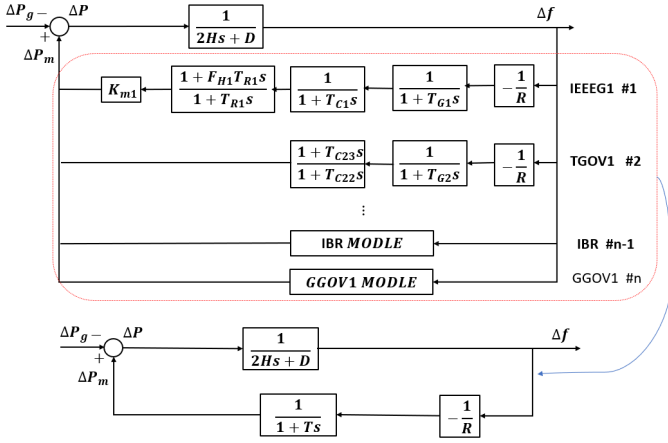 ΔP_g − ΔP 1/(2Hs + D) Δf
+
ΔP_m
K_m1 (1 + F_H1 T_R1 s)/(1 + T_R1 s) 1/(1 + T_C1 s) 1/(1 + T_G1 s) −1/R IEEEG1 #1
(1 + T_C23 s)/(1 + T_C22 s) 1/(1 + T_G2 s) −1/R TGOV1 #2
⋮
IBR MODLE IBR #n-1
GGOV1 MODLE GGOV1 #n
ΔP_g − ΔP 1/(2Hs + D) Δf
+
ΔP_m
1/(1 + Ts) −1/R